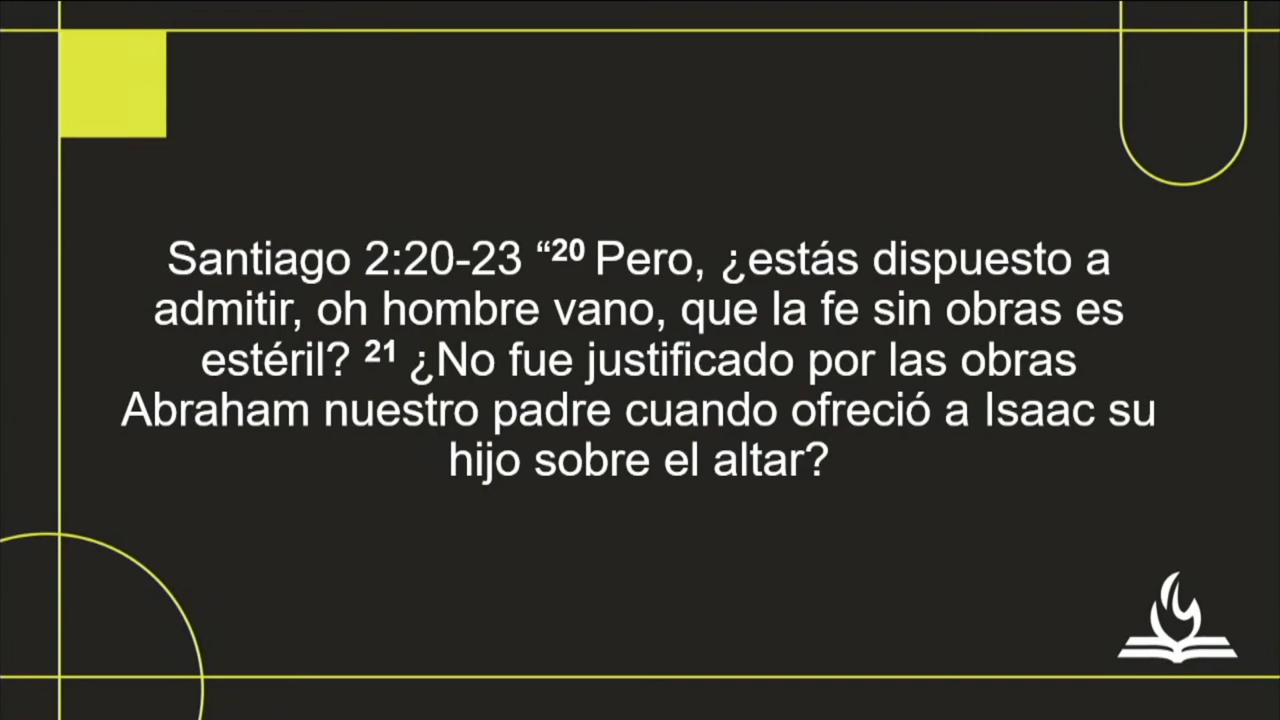 Santiago 2:20-23 “20 Pero, ¿estás dispuesto a
admitir, oh hombre vano, que la fe sin obras es
estéril? 21 ¿No fue justificado por las obras
Abraham nuestro padre cuando ofreció a Isaac su
hijo sobre el altar?